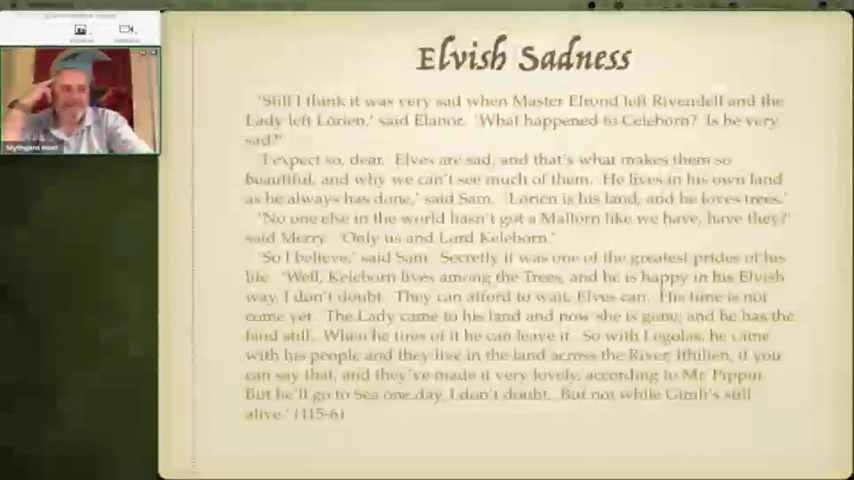 Elvish Sadness
'Still I think it was very sad when Master Elrond left Rivendell and the
Lady left Lorien,' said Elanor. 'What happened to Celeborn? Is he very
sad?'
'I expect so, dear. Elves are sad, and that's what makes them so
beautiful, and why we can't see much of them. He lives in his own land
as he always has done,' said Sam. 'Lorien is his land, and he loves trees.'
'No one else in the world hasn't got a Mallorn like we have, have they?'
said Merry. 'Only us and Lord Keleborn.'
'So I believe,' said Sam. Secretly it was one of the greatest prides of his
life. 'Well, Keleborn lives among the Trees, and he is happy in his Elvish
way, I don't doubt. They can afford to wait, Elves can. His time is not
come yet. The Lady came to his land and now she is gone; and he has the
land still. When he tires of it he can leave it. So with Legolas, he came
with his people and they live in the land across the River, Ithilien, if you
can say that, and they've made it very lovely, according to Mr. Pippin.
But he'll go to Sea one day, I don't doubt. But not while Gimli's still
alive.' (115-6)
Mythgard Host